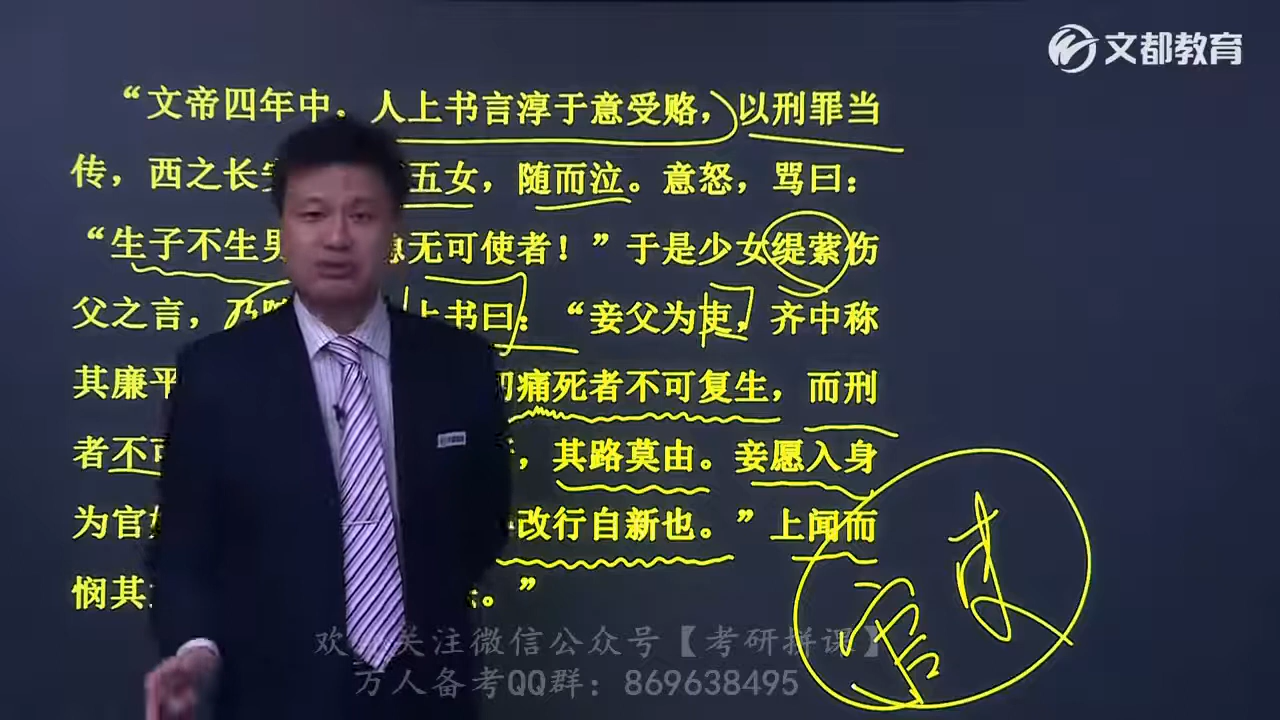 文都教育
“文帝四年中。人上书言淳于意受赂，以刑罪当
传，西之长 五女，随而泣。意怒，骂曰：
“生子不生男 无可使者！”于是少女缇萦伤
父之言，乃 上书曰：“妾父为吏，齐中称
其廉平 痛死者不可复生，而刑
者不可 ，其路莫由。妾愿入身
为官 改行自新也。”上闻而
悯其 。”
官吏
欢 关注微信公众号【考研拼课】
万人备考QQ群：869638495